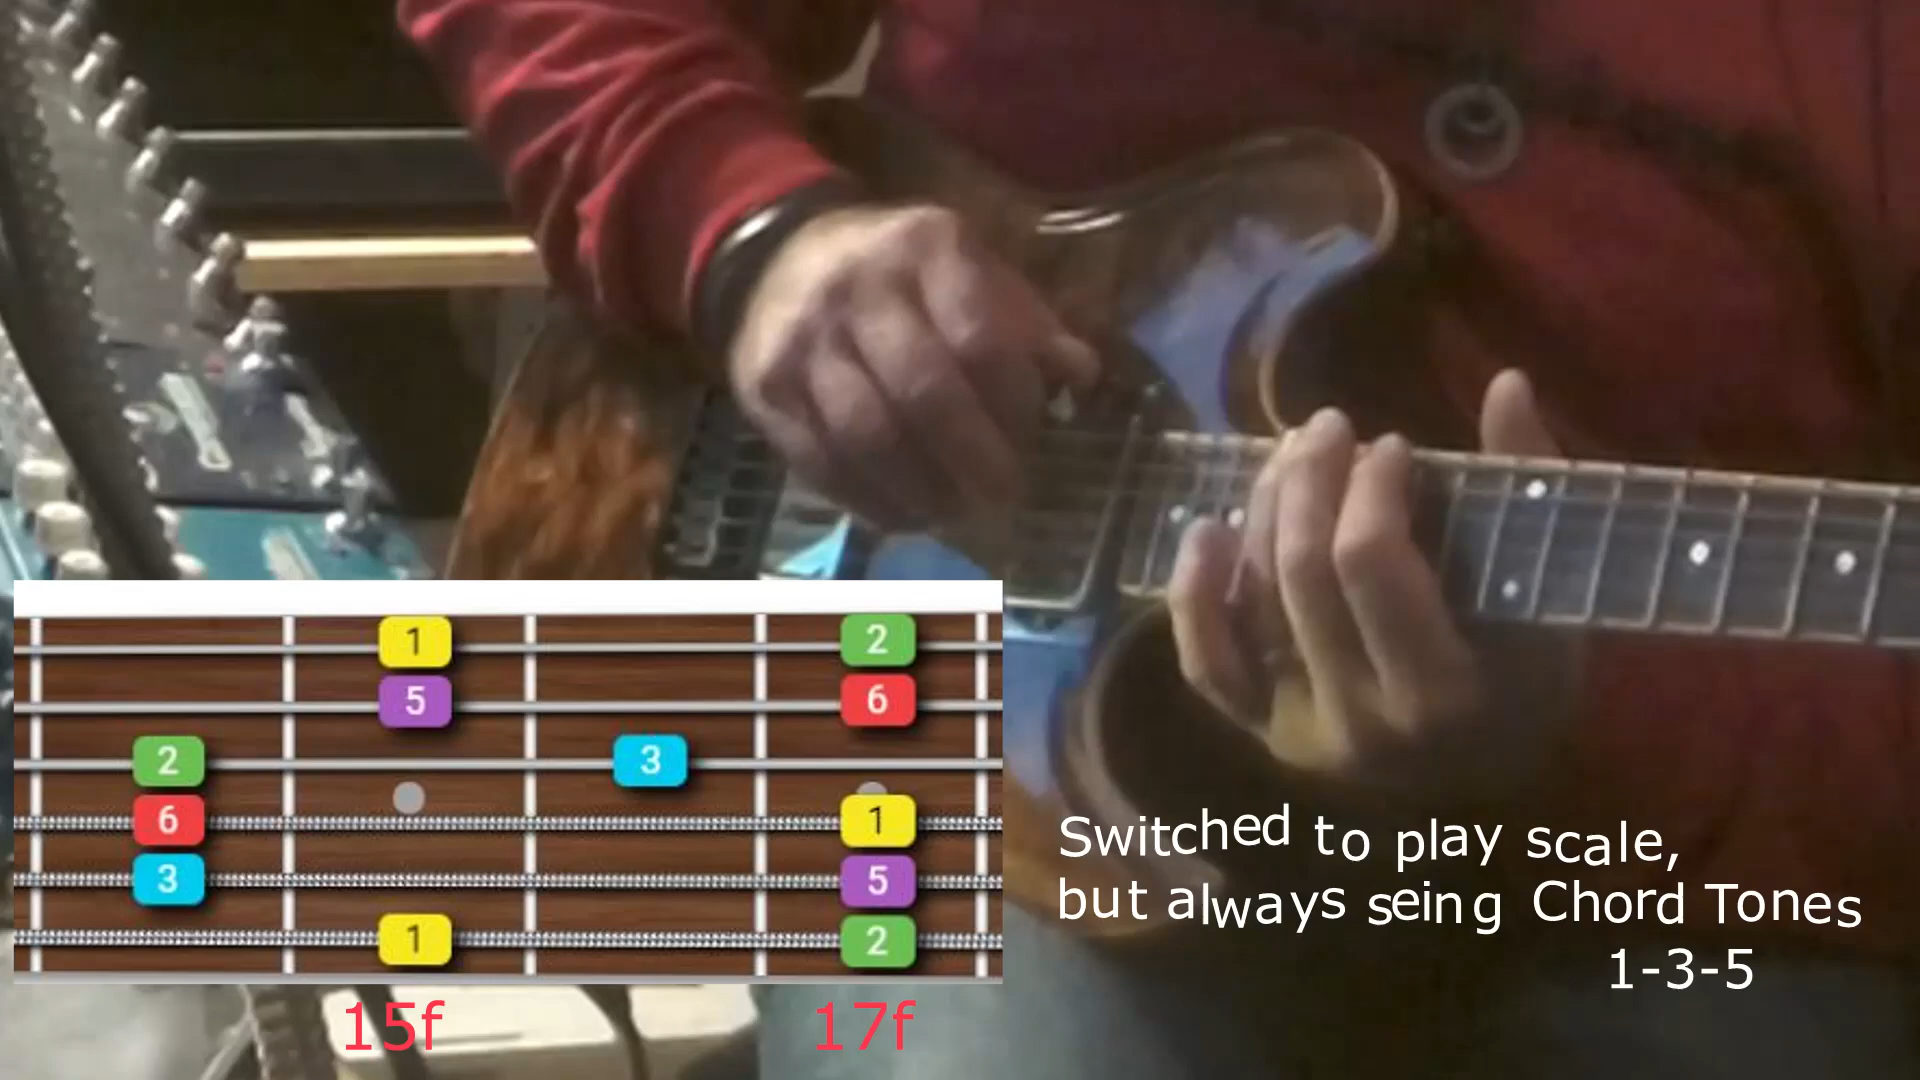 1 2
5 6
2 3
6 1
3 5
1 2
15f 17f
Switched to play scale,
but always seing Chord Tones
1-3-5